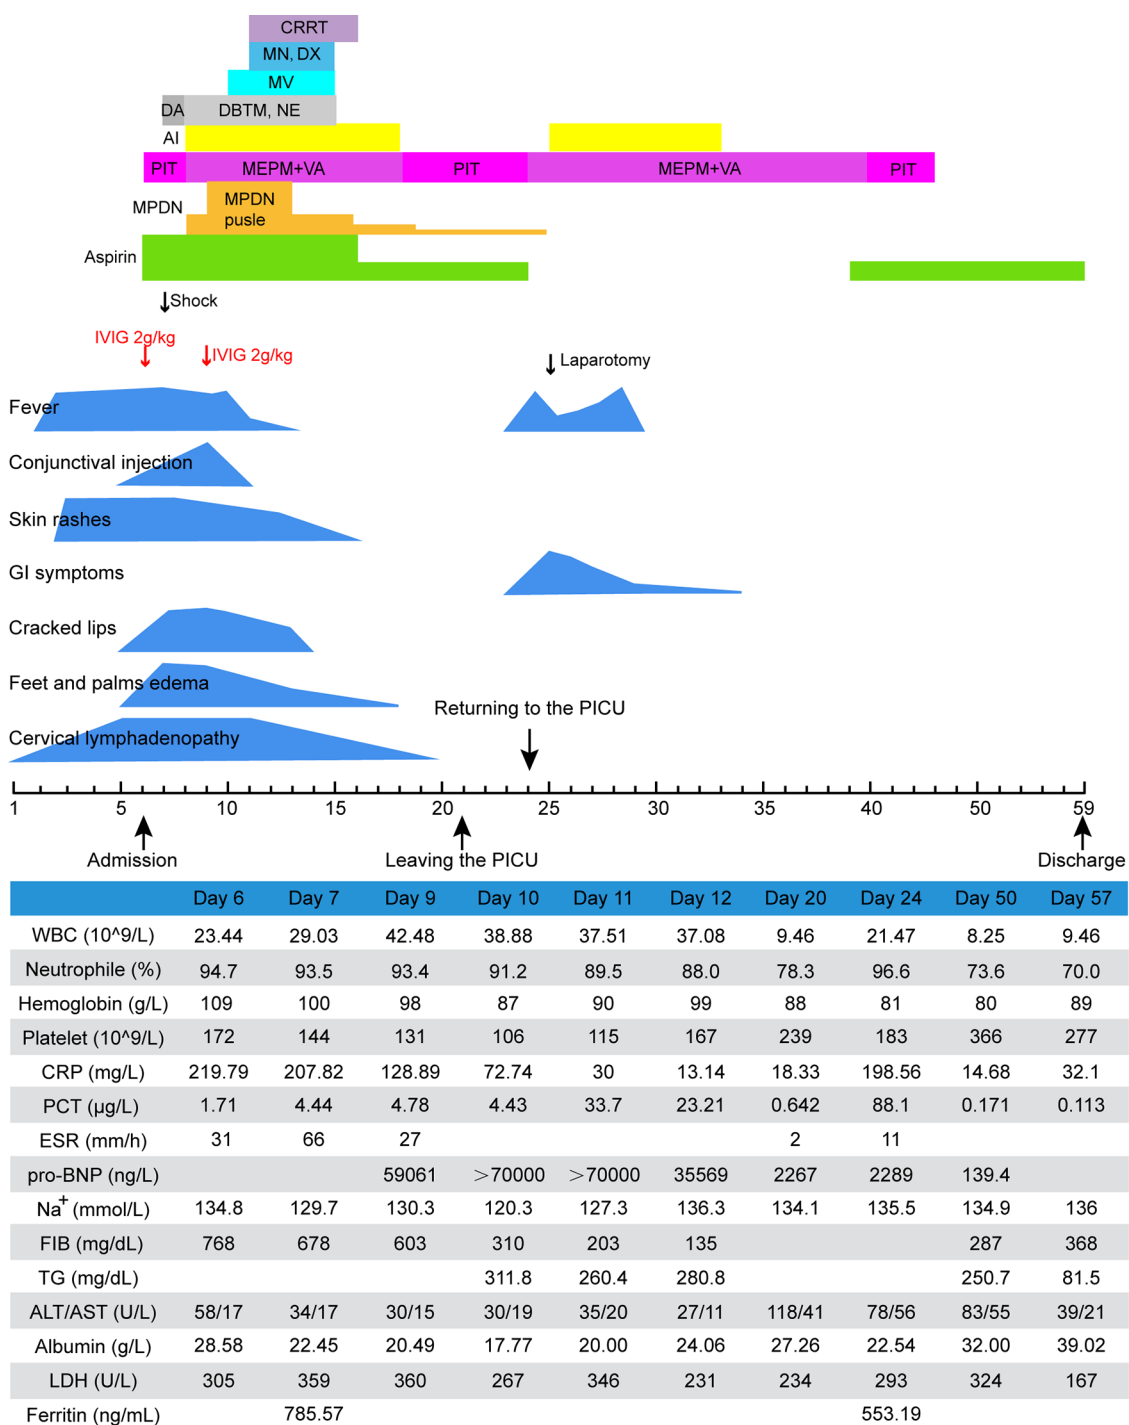 CRRT
MN, DX
MV
DA DBTM, NE
AI
PIT MEPM+VA PIT MEPM+VA PIT
MPDN MPDN
pusle
Aspirin
Shock
IVIG 2g/kg
IVIG 2g/kg
Laparotomy
Fever
Conjunctival injection
Skin rashes
GI symptoms
Cracked lips
Feet and palms edema
Returning to the PICU
Cervical lymphadenopathy
1 5 10 15 20 25 30 35 40 50 59
Admission Leaving the PICU Discharge
Day 6 Day 7 Day 9 Day 10 Day 11 Day 12 Day 20 Day 24 Day 50 Day 57
WBC (10^9/L) 23.44 29.03 42.48 38.88 37.51 37.08 9.46 21.47 8.25 9.46
Neutrophile (%) 94.7 93.5 93.4 91.2 89.5 88.0 78.3 96.6 73.6 70.0
Hemoglobin (g/L) 109 100 98 87 90 99 88 81 80 89
Platelet (10^9/L) 172 144 131 106 115 167 239 183 366 277
CRP (mg/L) 219.79 207.82 128.89 72.74 30 13.14 18.33 198.56 14.68 32.1
PCT (μg/L) 1.71 4.44 4.78 4.43 33.7 23.21 0.642 88.1 0.171 0.113
ESR (mm/h) 31 66 27 2 11
pro-BNP (ng/L) 59061 >70000 >70000 35569 2267 2289 139.4
Na+ (mmol/L) 134.8 129.7 130.3 120.3 127.3 136.3 134.1 135.5 134.9 136
FIB (mg/dL) 768 678 603 310 203 135 287 368
TG (mg/dL) 311.8 260.4 280.8 250.7 81.5
ALT/AST (U/L) 58/17 34/17 30/15 30/19 35/20 27/11 118/41 78/56 83/55 39/21
Albumin (g/L) 28.58 22.45 20.49 17.77 20.00 24.06 27.26 22.54 32.00 39.02
LDH (U/L) 305 359 360 267 346 231 234 293 324 167
Ferritin (ng/mL) 785.57 553.19